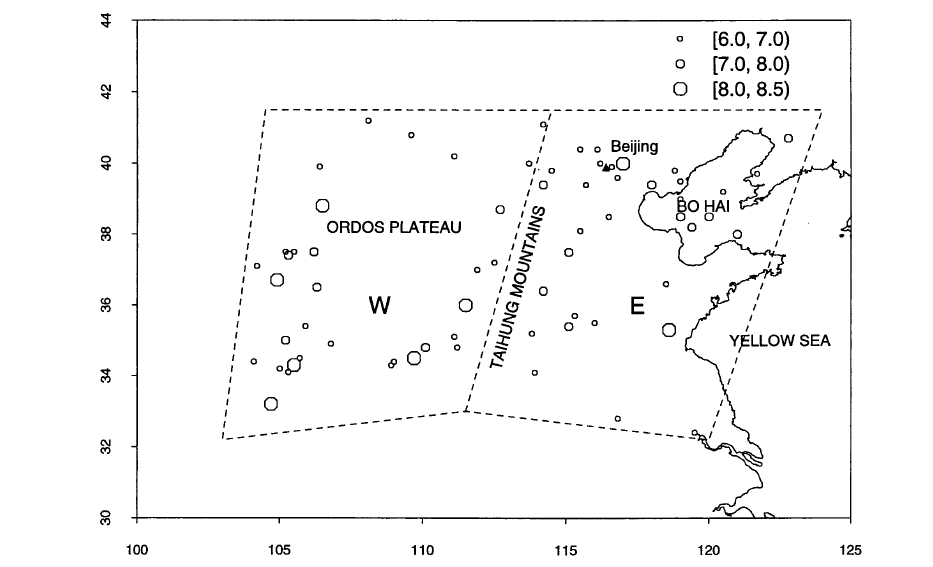 44
[6.0, 7.0)
[7.0, 8.0)
[8.0, 8.5)
42
Beijing
40
BO HAI
ORDOS PLATEAU
38
TAIHUNG MOUNTAINS
36
W
E
YELLOW SEA
34
32
30
100
105
110
115
120
125